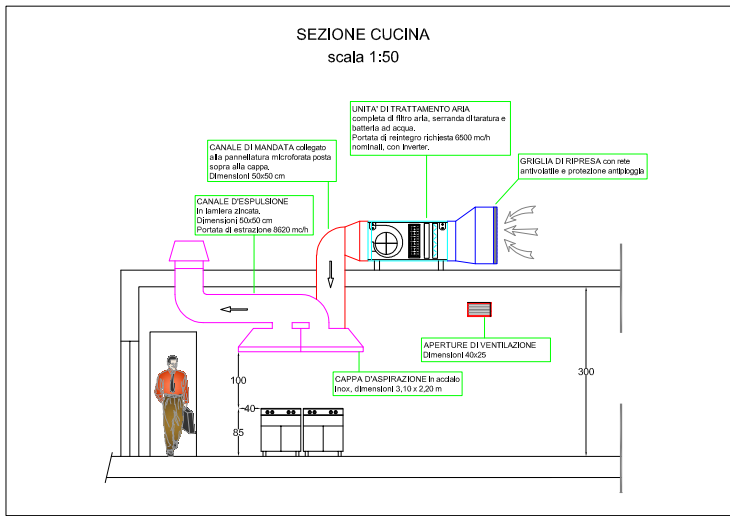 SEZIONE CUCINA
scala 1:50
UNITA' DI TRATTAMENTO ARIA
completa di filtro aria, serranda di taratura e
batteria ad acqua.
Portata di reintegro richiesta 6500 mc/h
nominali, con inverter.
CANALE DI MANDATA collegato
alla pannellatura microforata posta
sopra alla cappa.
Dimensioni 50x50 cm
GRIGLIA DI RIPRESA con rete
antivolatile e protezione antipioggia
CANALE D'ESPULSIONE
in lamiera zincata.
Dimensioni 50x50 cm
Portata di estrazione 8620 mc/h
APERTURE DI VENTILAZIONE
Dimensioni 40x25
CAPPA D'ASPIRAZIONE in acciaio
inox, dimensioni 3,10 x 2,20 m
300
100
40
85